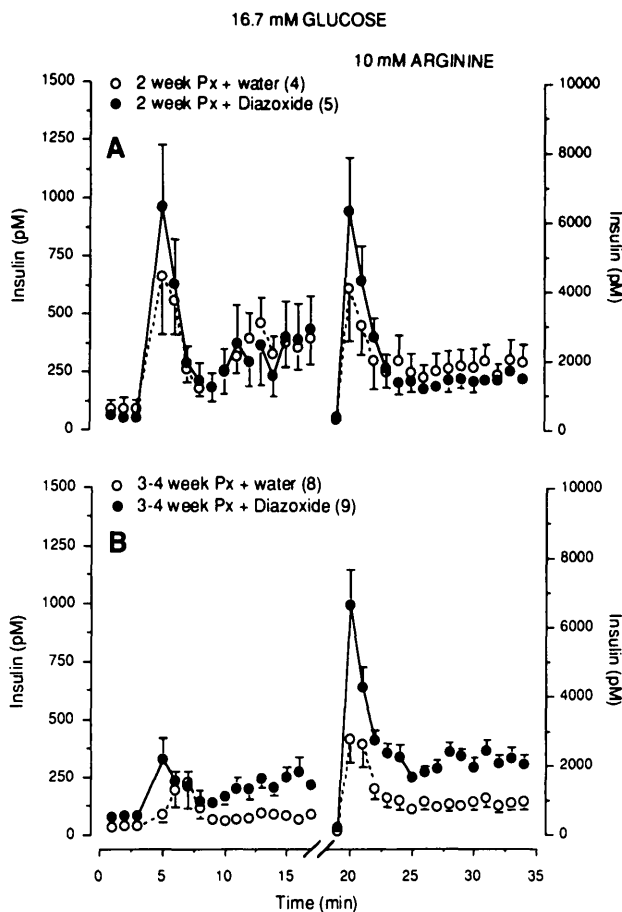 16.7 mM GLUCOSE
10 mM ARGININE
2 week Px + water (4)
2 week Px + Diazoxide (5)
A
1500
1250
1000
750
500
250
0
Insulin (pM)
10000
8000
6000
4000
2000
0
Insulin (pM)
3-4 week Px + water (8)
3-4 week Px + Diazoxide (9)
B
1500
1250
1000
750
500
250
0
Insulin (pM)
10000
8000
6000
4000
2000
0
Insulin (pM)
0 5 10 15 20 25 30 35
Time (min)